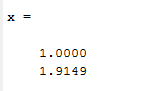 x =
1.0000
1.9149